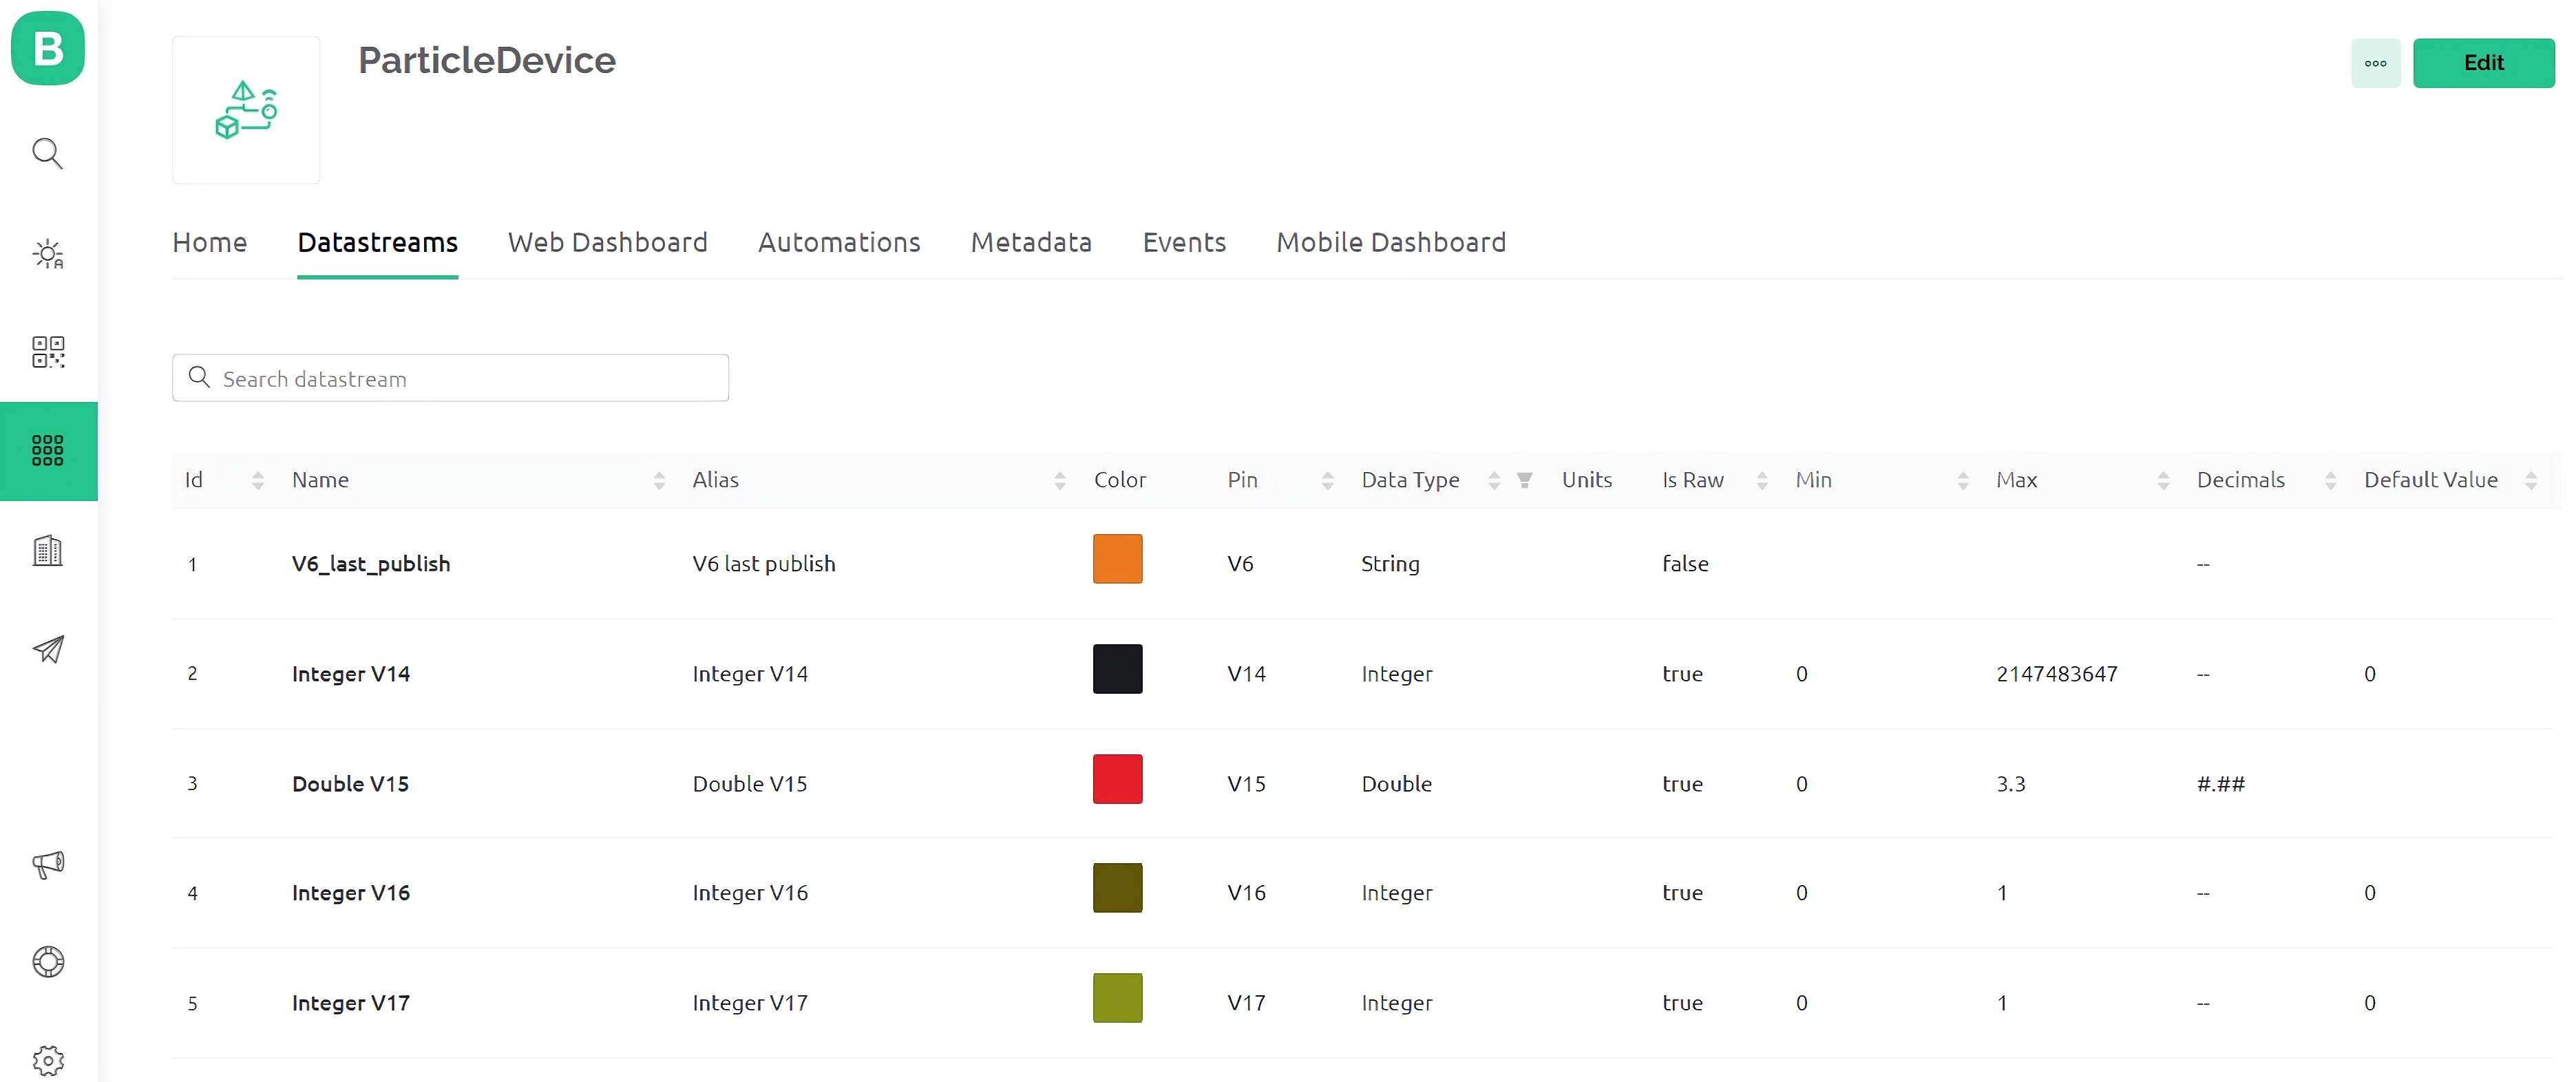 B
ParticleDevice
ooo Edit
Home Datastreams Web Dashboard Automations Metadata Events Mobile Dashboard
Search datastream
Id Name Alias Color Pin Data Type Units Is Raw Min Max Decimals Default Value
1 V6_last_publish V6 last publish V6 String false --
2 Integer V14 Integer V14 V14 Integer true 0 2147483647 -- 0
3 Double V15 Double V15 V15 Double true 0 3.3 #.##
4 Integer V16 Integer V16 V16 Integer true 0 1 -- 0
5 Integer V17 Integer V17 V17 Integer true 0 1 -- 0